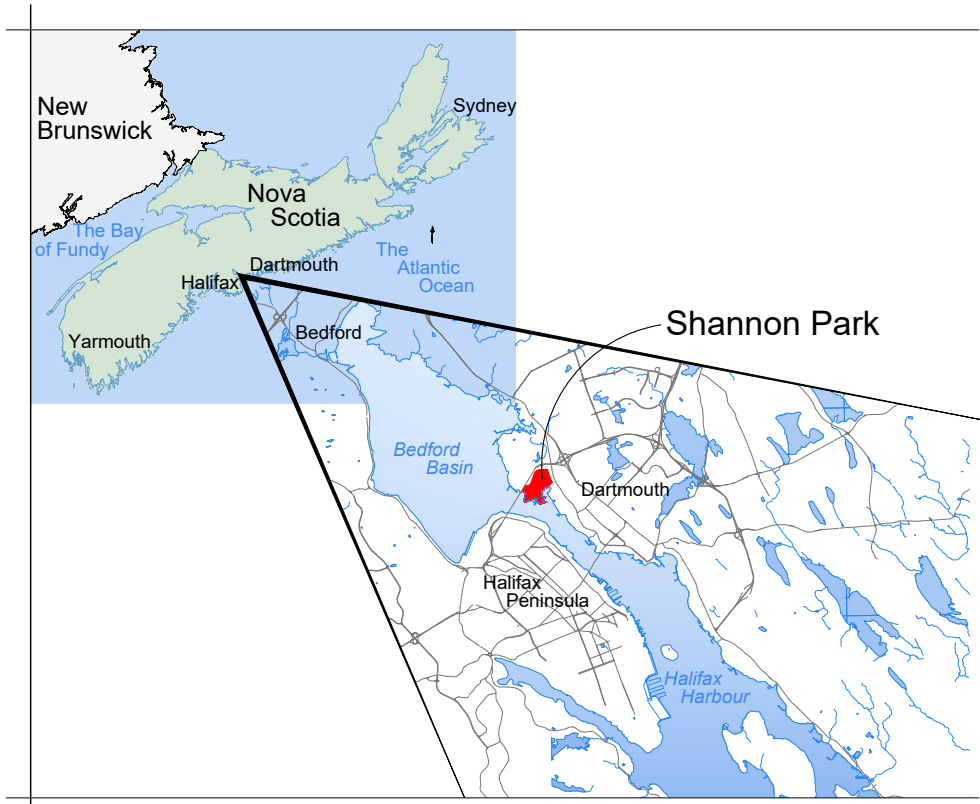 New
Brunswick
Sydney
Nova
Scotia
The Bay
of Fundy
The
Atlantic
Ocean
Dartmouth
Halifax
Yarmouth
Bedford
Shannon Park
Bedford
Basin
Dartmouth
Halifax
Peninsula
Halifax
Harbour